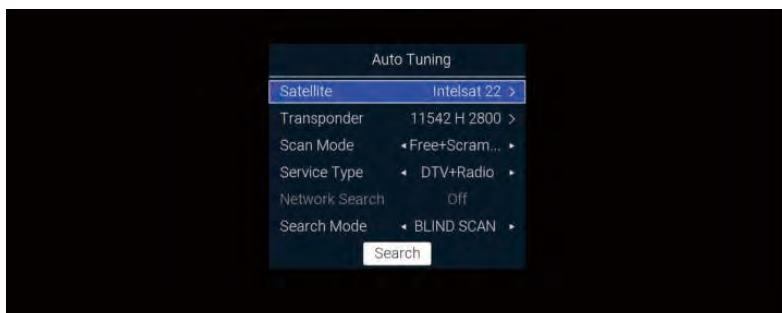 Auto Tuning
Satellite Intelsat 22 >
Transponder 11542 H 2800 >
Scan Mode ◂ Free+Scram... ▸
Service Type ◂ DTV+Radio ▸
Network Search Off
Search Mode ◂ BLIND SCAN ▸
Search